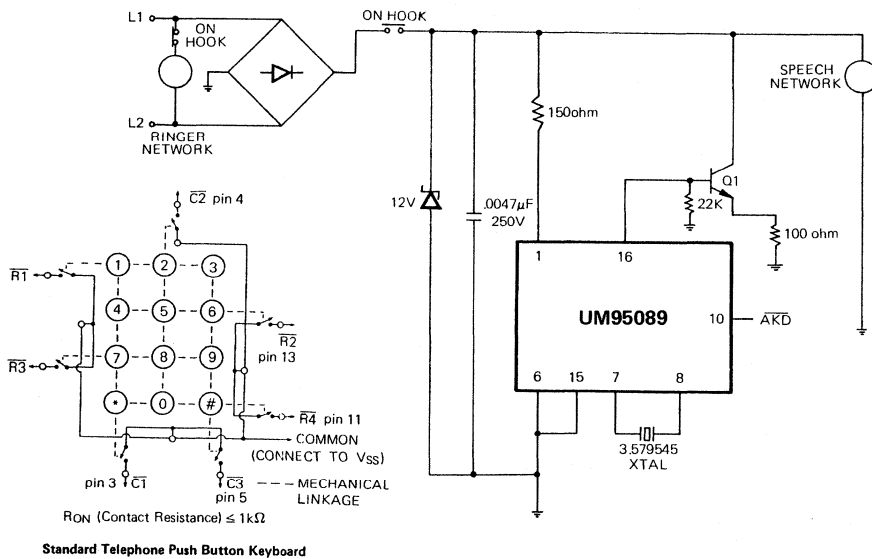 L1
ON
HOOK
ON HOOK
L2
RINGER
NETWORK
SPEECH
NETWORK
150ohm
12V
.0047μF
250V
22K
Q1
100 ohm
1
16
UM95089
10
AKD
6
15
7
8
3.579545
XTAL
C2 pin 4
R1
1
2
3
4
5
6
R2
pin 13
R3
7
8
9
*
0
#
R4 pin 11
COMMON
(CONNECT TO VSS)
pin 3 C1
C3
pin 5
--- MECHANICAL
LINKAGE
RON (Contact Resistance) ≤ 1kΩ
Standard Telephone Push Button Keyboard